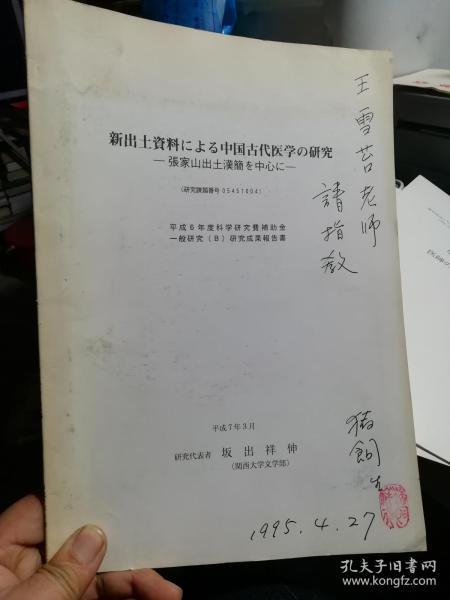 新出土資料による中国古代医学の研究
—張家山出土漢簡を中心に—
(研究課題番号 05451004)
平成6年度科学研究費補助金
一般研究(B)研究成果報告書
平成7年3月
研究代表者 坂出祥伸
(関西大学文学部)
王雪苔老师
請指教
猪飼
1995.4.27
孔夫子旧书网
kongfz.com